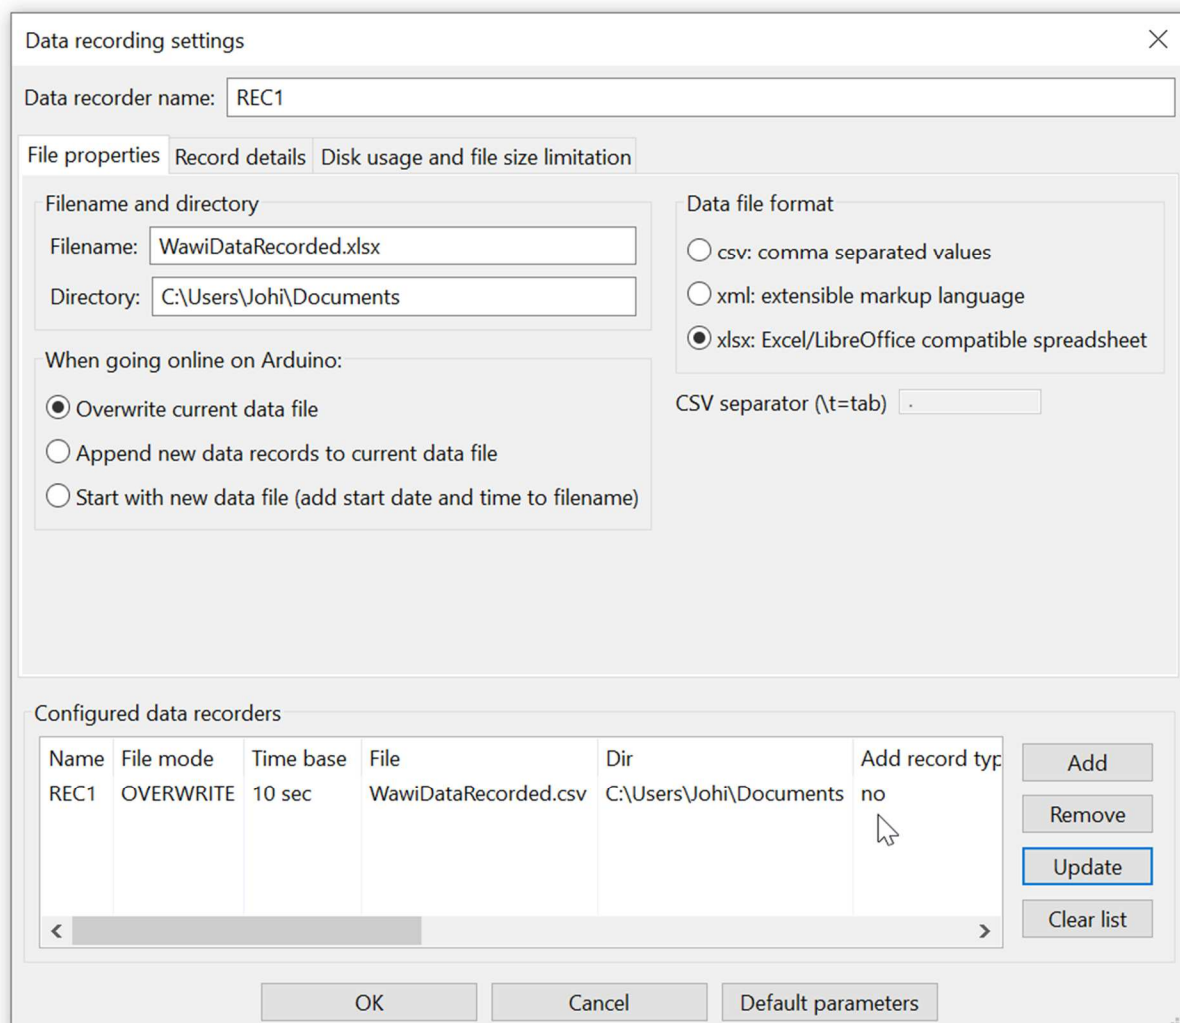 Data recording settings
Data recorder name: REC1
File properties Record details Disk usage and file size limitation
Filename and directory
Filename: WawiDataRecorded.xlsx
Directory: C:\Users\Johi\Documents
When going online on Arduino:
Overwrite current data file
Append new data records to current data file
Start with new data file (add start date and time to filename)
Data file format
csv: comma separated values
xml: extensible markup language
xlsx: Excel/LibreOffice compatible spreadsheet
CSV separator (\t=tab)
Configured data recorders
Name File mode Time base File Dir Add record typ
REC1 OVERWRITE 10 sec WawiDataRecorded.csv C:\Users\Johi\Documents no
Add
Remove
Update
Clear list
OK Cancel Default parameters